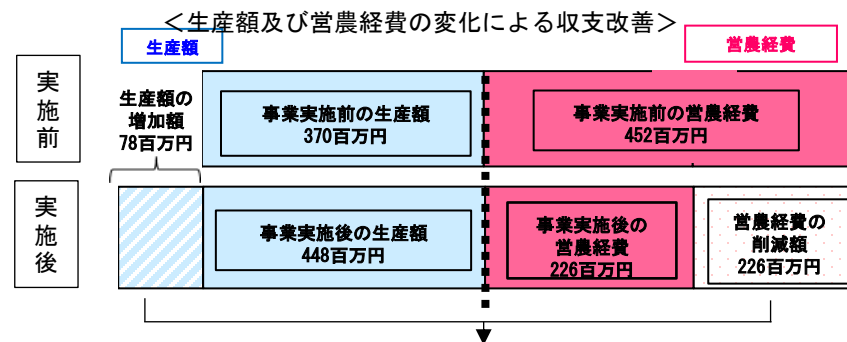 ＜生産額及び営農経費の変化による収支改善＞
生産額
営農経費
実施前
生産額の
増加額
78百万円
事業実施前の生産額
370百万円
事業実施前の営農経費
452百万円
実施後
事業実施後の生産額
448百万円
事業実施後の
営農経費
226百万円
営農経費の
削減額
226百万円